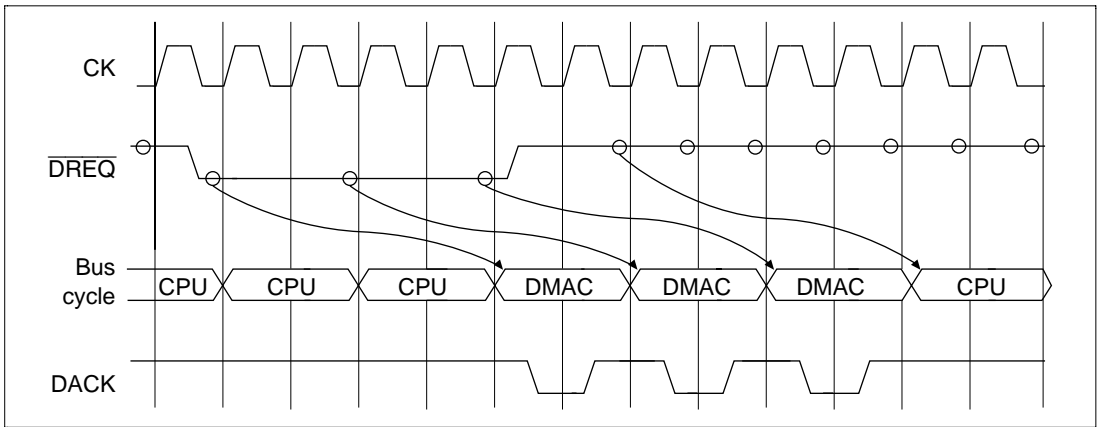 CK
DREQ
Bus cycle
CPU CPU CPU DMAC DMAC DMAC CPU
DACK